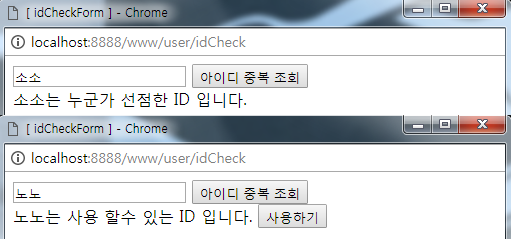 [ idCheckForm ] - Chrome
localhost:8888/www/user/idCheck
소소 아이디 중복 조회
소소는 누군가 선점한 ID 입니다.
[ idCheckForm ] - Chrome
localhost:8888/www/user/idCheck
노노 아이디 중복 조회
노노는 사용 할수 있는 ID 입니다. 사용하기